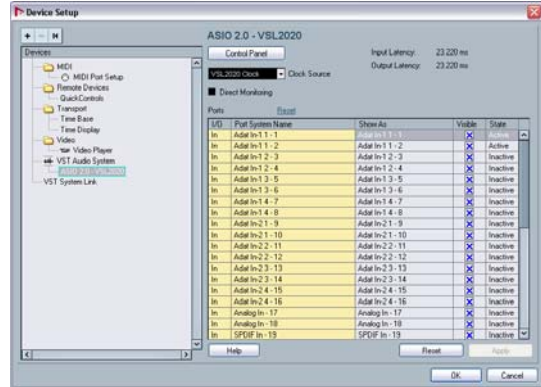 Device Setup
+ - |◄
ASIO 2.0 - VSL2020
Devices
MIDI
MIDI Port Setup
Remote Devices
QuickControls
Transport
Time Base
Time Display
Video
Video Player
VST Audio System
ASIO 2.0 - VSL2020
VST System Link
Control Panel
Input Latency: 23.220 ms
Output Latency: 23.220 ms
VSL2020 Clock Clock Source
Direct Monitoring
Ports Reset
I/O Port System Name Show As Visible State
In Adat In-1 1 - 1 Adat In-1 1 - 1 Active
In Adat In-1 1 - 2 Adat In-1 1 - 2 Active
In Adat In-1 2 - 3 Adat In-1 2 - 3 Inactive
In Adat In-1 2 - 4 Adat In-1 2 - 4 Inactive
In Adat In-1 3 - 5 Adat In-1 3 - 5 Inactive
In Adat In-1 3 - 6 Adat In-1 3 - 6 Inactive
In Adat In-1 4 - 7 Adat In-1 4 - 7 Inactive
In Adat In-1 4 - 8 Adat In-1 4 - 8 Inactive
In Adat In-2 1 - 9 Adat In-2 1 - 9 Inactive
In Adat In-2 1 - 10 Adat In-2 1 - 10 Inactive
In Adat In-2 2 - 11 Adat In-2 2 - 11 Inactive
In Adat In-2 2 - 12 Adat In-2 2 - 12 Inactive
In Adat In-2 3 - 13 Adat In-2 3 - 13 Inactive
In Adat In-2 3 - 14 Adat In-2 3 - 14 Inactive
In Adat In-2 4 - 15 Adat In-2 4 - 15 Inactive
In Adat In-2 4 - 16 Adat In-2 4 - 16 Inactive
In Analog In - 17 Analog In - 17 Inactive
In Analog In - 18 Analog In - 18 Inactive
In SPDIF In - 19 SPDIF In - 19 Inactive
Help Reset Apply
OK Cancel